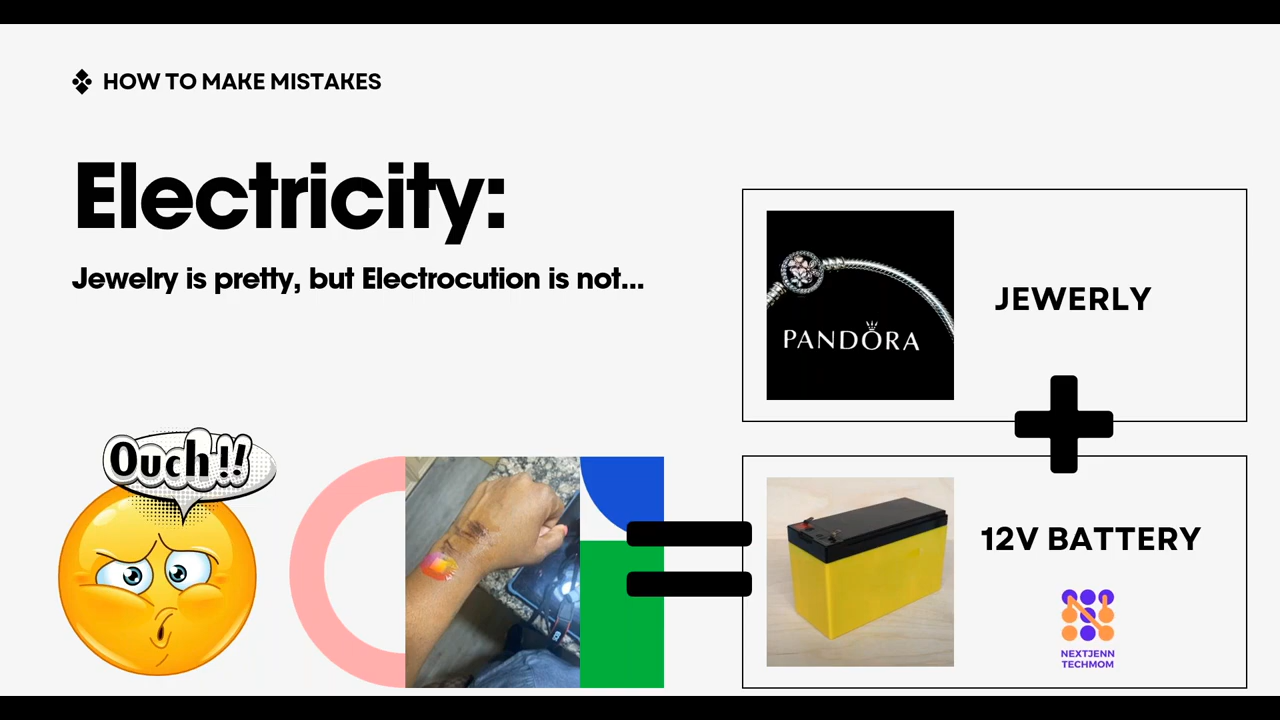 HOW TO MAKE MISTAKES
Electricity:
Jewelry is pretty, but Electrocution is not...
PANDORA
JEWERLY
12V BATTERY
NEXTJENN
TECHMOM
Ouch!!